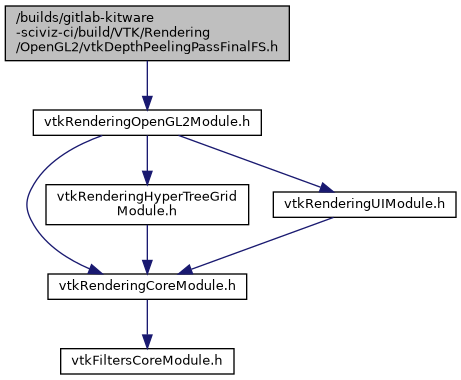 /builds/gitlab-kitware
-sciviz-ci/build/VTK/Rendering
/OpenGL2/vtkDepthPeelingPassFinalFS.h
vtkRenderingOpenGL2Module.h
vtkRenderingHyperTreeGrid
Module.h
vtkRenderingUIModule.h
vtkRenderingCoreModule.h
vtkFiltersCoreModule.h